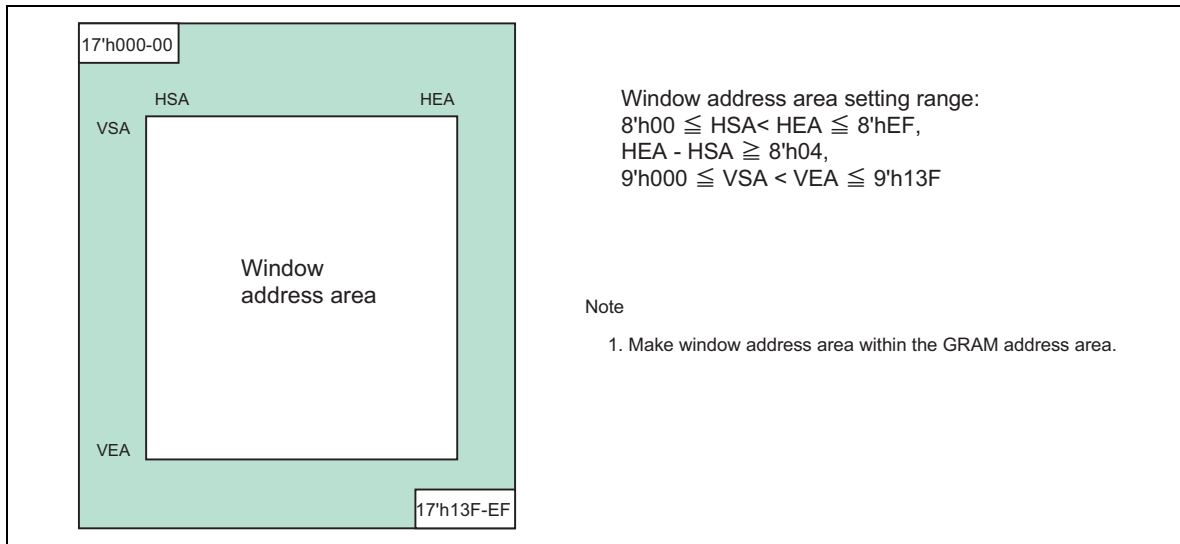 17'h000-00
HSA
HEA
VSA
Window
address area
VEA
17'h13F-EF
Window address area setting range:
8'h00 ≦ HSA< HEA ≦ 8'hEF,
HEA - HSA ≧ 8'h04,
9'h000 ≦ VSA < VEA ≦ 9'h13F
Note
1. Make window address area within the GRAM address area.